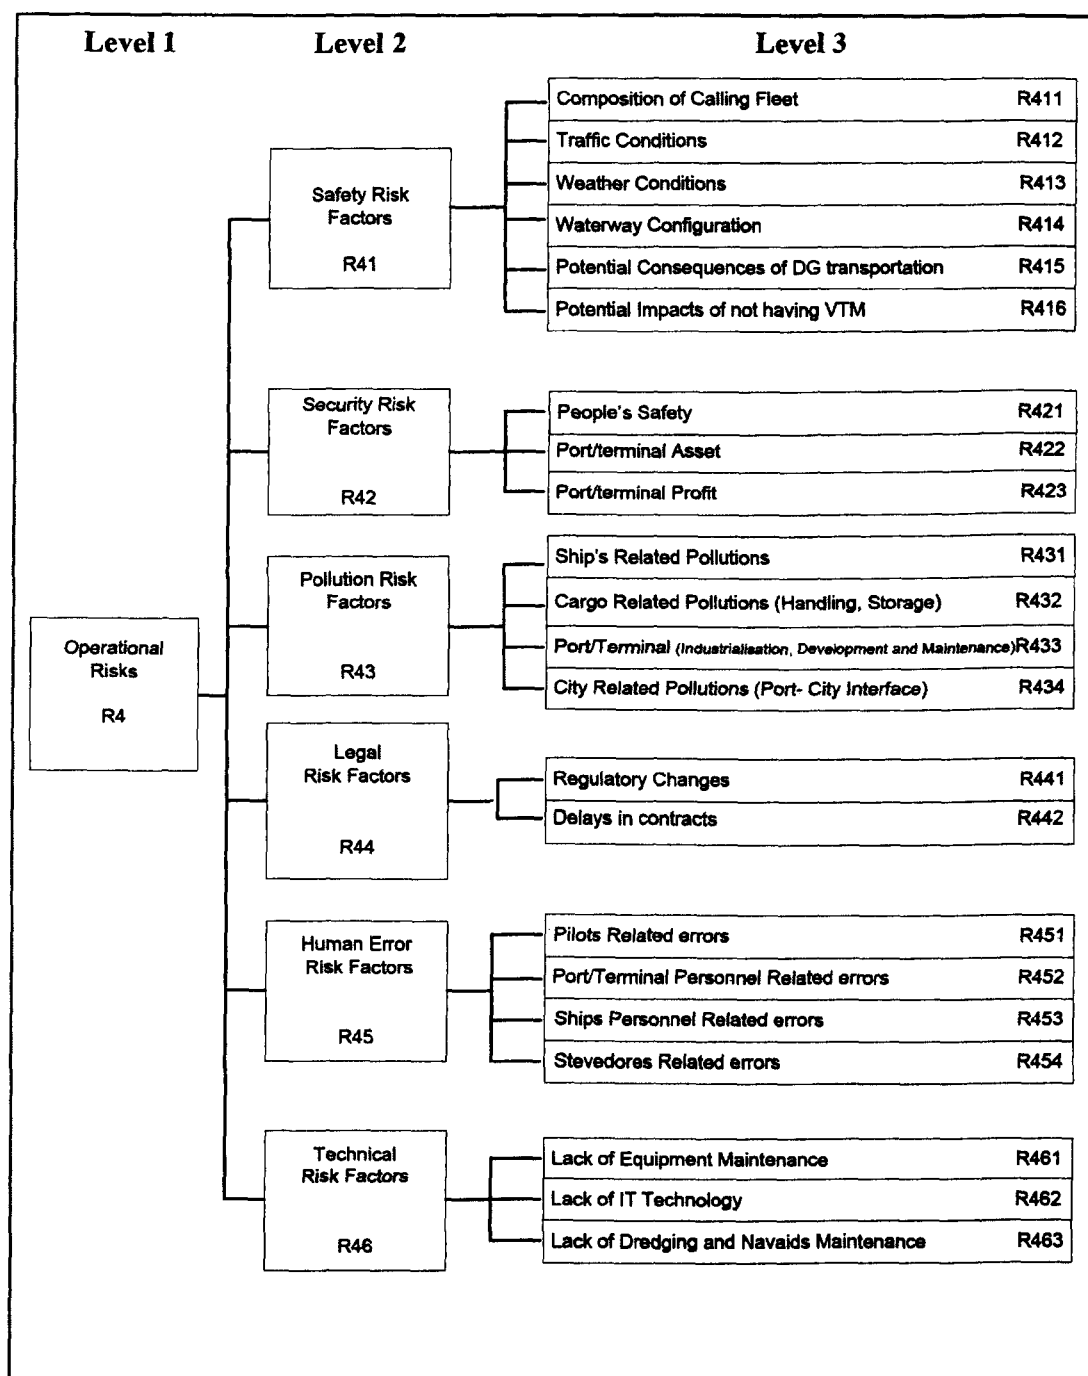 Level 1 Level 2 Level 3
Operational
Risks
R4
Safety Risk
Factors
R41
Composition of Calling Fleet R411
Traffic Conditions R412
Weather Conditions R413
Waterway Configuration R414
Potential Consequences of DG transportation R415
Potential Impacts of not having VTM R416
Security Risk
Factors
R42
People's Safety R421
Port/terminal Asset R422
Port/terminal Profit R423
Pollution Risk
Factors
R43
Ship's Related Pollutions R431
Cargo Related Pollutions (Handling, Storage) R432
Port/Terminal (Industrialisation, Development and Maintenance)R433
City Related Pollutions (Port- City Interface) R434
Legal
Risk Factors
R44
Regulatory Changes R441
Delays in contracts R442
Human Error
Risk Factors
R45
Pilots Related errors R451
Port/Terminal Personnel Related errors R452
Ships Personnel Related errors R453
Stevedores Related errors R454
Technical
Risk Factors
R46
Lack of Equipment Maintenance R461
Lack of IT Technology R462
Lack of Dredging and Navaids Maintenance R463